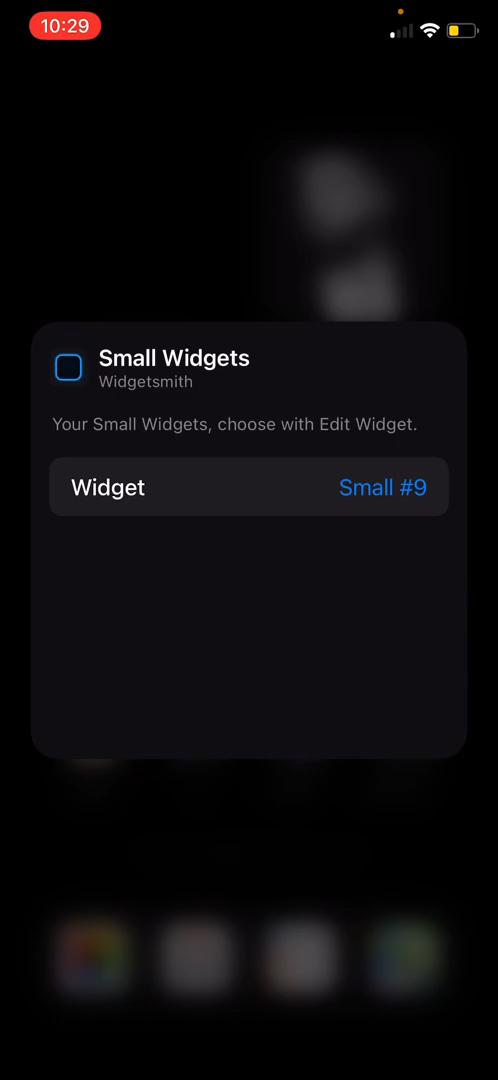 10:29
Small Widgets
Widgetsmith
Your Small Widgets, choose with Edit Widget.
Widget Small #9